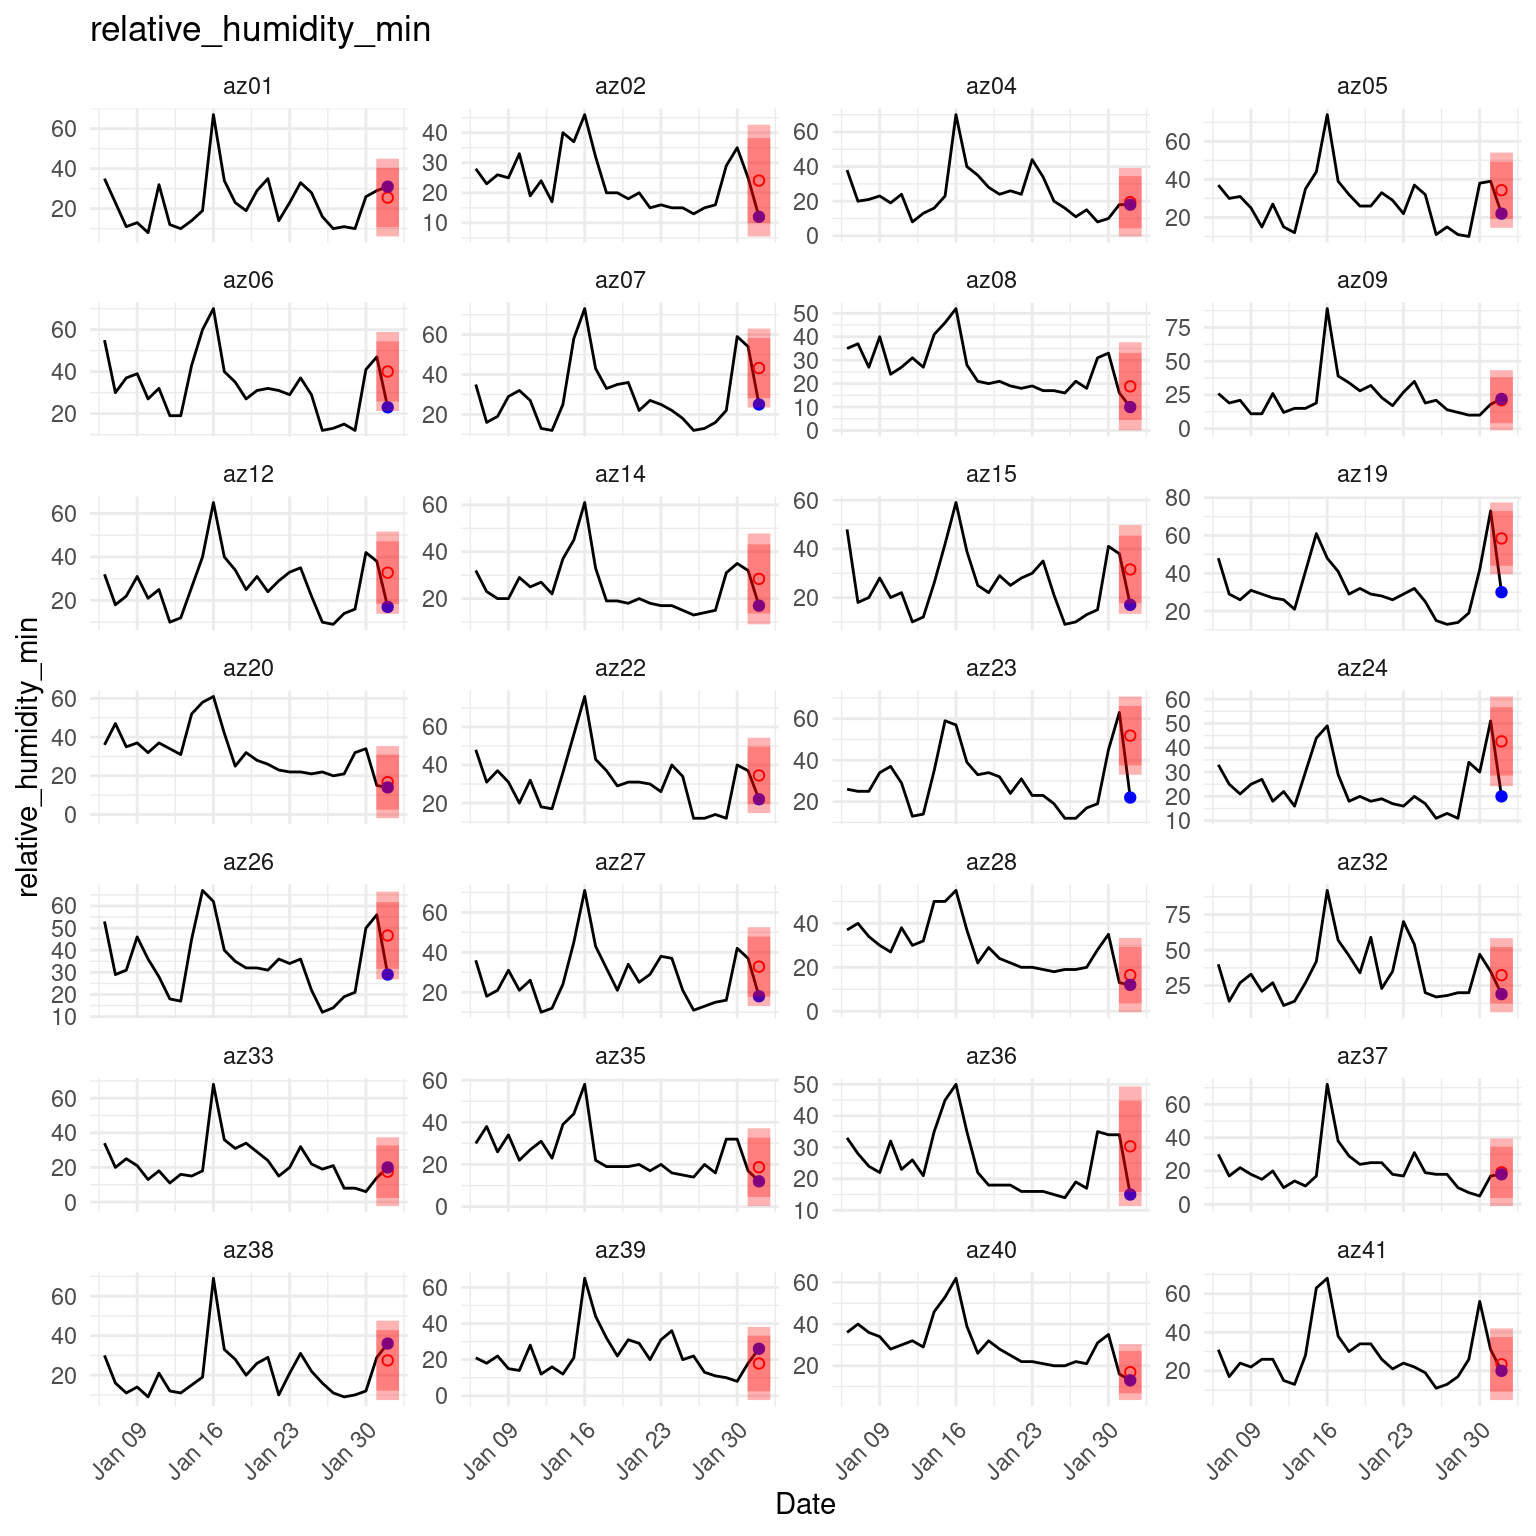 relative_humidity_min
az01 az02 az04 az05
60 40 20
40 30 20 10
60 40 20 0
60 40 20
az06 az07 az08 az09
60 40 20
60 40 20
50 40 30 20 10 0
75 50 25 0
az12 az14 az15 az19
60 40 20
60 40 20
60 40 20
80 60 40 20
relative_humidity_min
az20 az22 az23 az24
60 40 20 0
60 40 20
60 40 20
60 50 40 30 20 10
az26 az27 az28 az32
60 50 40 30 20 10
60 40 20
40 20 0
75 50 25
az33 az35 az36 az37
60 40 20 0
60 40 20 0
50 40 30 20 10
60 40 20 0
az38 az39 az40 az41
60 40 20
60 40 20 0
60 40 20
60 40 20
Jan 09 Jan 16 Jan 23 Jan 30
Jan 09 Jan 16 Jan 23 Jan 30
Jan 09 Jan 16 Jan 23 Jan 30
Jan 09 Jan 16 Jan 23 Jan 30
Date